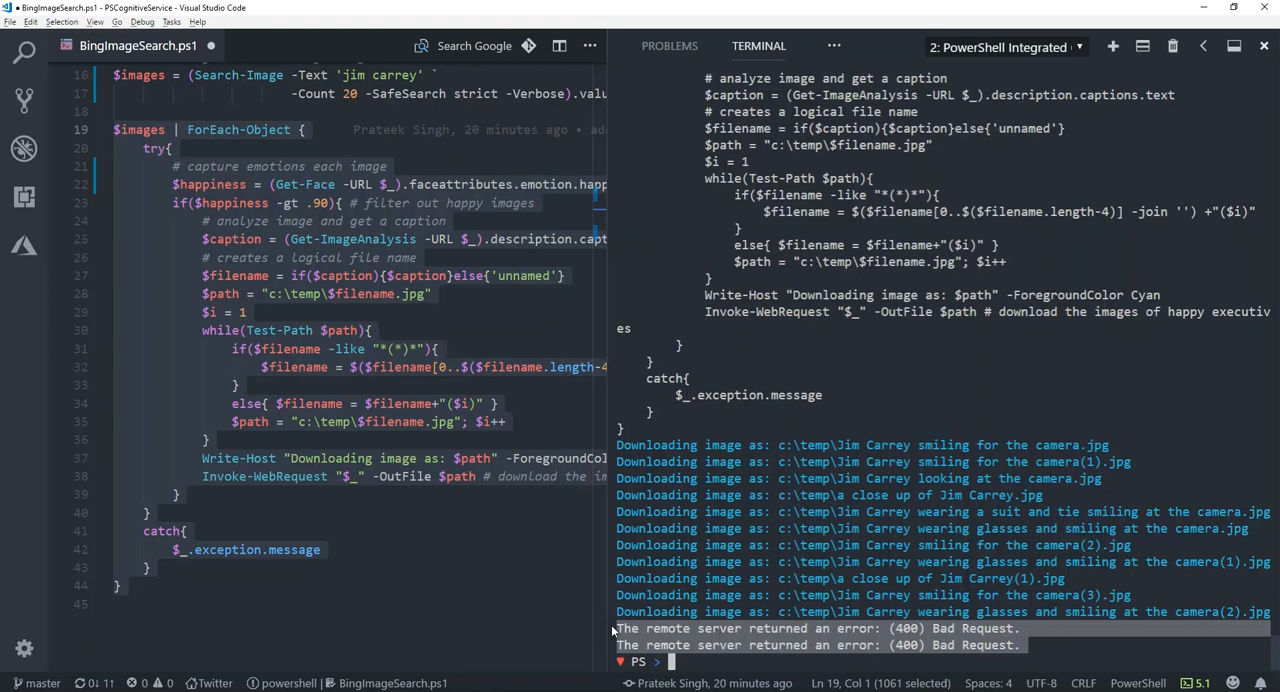 ● BingImageSearch.ps1 - PSCognitiveService - Visual Studio Code
File Edit Selection View Go Debug Tasks Help
BingImageSearch.ps1 ●
Search Google
PROBLEMS TERMINAL ···
2: PowerShell Integrated
16 $images = (Search-Image -Text 'jim carrey' `
17 -Count 20 -SafeSearch strict -Verbose).valu
18
19 $images | ForEach-Object { Prateek Singh, 20 minutes ago • ad
20 try{
21 # capture emotions each image
22 $happiness = (Get-Face -URL $_).faceattributes.emotion.happ
23 if($happiness -gt .90){ # filter out happy images
24 # analyze image and get a caption
25 $caption = (Get-ImageAnalysis -URL $_).description.capt
26 # creates a logical file name
27 $filename = if($caption){$caption}else{'unnamed'}
28 $path = "c:\temp\$filename.jpg"
29 $i = 1
30 while(Test-Path $path){
31 if($filename -like "*(*)*"){
32 $filename = $($filename[0..$($filename.length-4
33 }
34 else{ $filename = $filename+"($i)" }
35 $path = "c:\temp\$filename.jpg"; $i++
36 }
37 Write-Host "Downloading image as: $path" -ForegroundCol
38 Invoke-WebRequest "$_" -OutFile $path # download the im
39 }
40 }
41 catch{
42 $_.exception.message
43 }
44 }
45
# analyze image and get a caption
$caption = (Get-ImageAnalysis -URL $_).description.captions.text
# creates a logical file name
$filename = if($caption){$caption}else{'unnamed'}
$path = "c:\temp\$filename.jpg"
$i = 1
while(Test-Path $path){
if($filename -like "*(*)*"){
$filename = $($filename[0..$($filename.length-4)] -join '') +"($i)"
}
else{ $filename = $filename+"($i)" }
$path = "c:\temp\$filename.jpg"; $i++
}
Write-Host "Downloading image as: $path" -ForegroundColor Cyan
Invoke-WebRequest "$_" -OutFile $path # download the images of happy executiv
es
}
}
catch{
$_.exception.message
}
}
Downloading image as: c:\temp\Jim Carrey smiling for the camera.jpg
Downloading image as: c:\temp\Jim Carrey smiling for the camera(1).jpg
Downloading image as: c:\temp\Jim Carrey looking at the camera.jpg
Downloading image as: c:\temp\a close up of Jim Carrey.jpg
Downloading image as: c:\temp\Jim Carrey wearing a suit and tie smiling at the camera.jpg
Downloading image as: c:\temp\Jim Carrey wearing glasses and smiling at the camera.jpg
Downloading image as: c:\temp\Jim Carrey smiling for the camera(2).jpg
Downloading image as: c:\temp\Jim Carrey wearing glasses and smiling at the camera(1).jpg
Downloading image as: c:\temp\a close up of Jim Carrey(1).jpg
Downloading image as: c:\temp\Jim Carrey smiling for the camera(3).jpg
Downloading image as: c:\temp\Jim Carrey wearing glasses and smiling at the camera(2).jpg
The remote server returned an error: (400) Bad Request.
The remote server returned an error: (400) Bad Request.
♥ PS >
master 0↓ 1↑ 0 0 Twitter powershell BingImageSearch.ps1 Prateek Singh, 20 minutes ago Ln 19, Col 1 (1061 selected) Spaces: 4 UTF-8 CRLF PowerShell 5.1